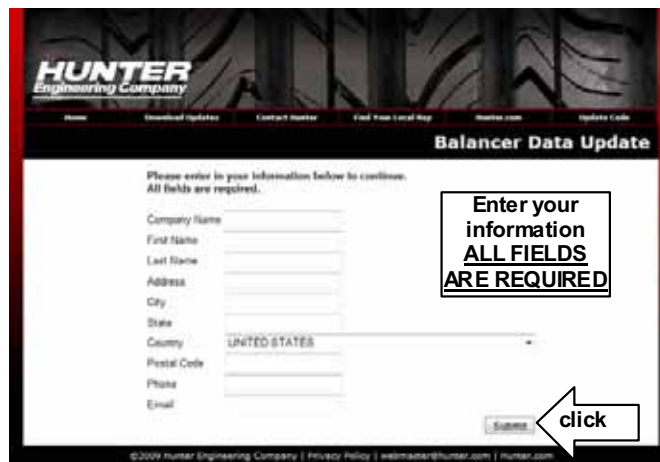 HUNTER
Engineering Company
Home Download Updates Contact Hunter Find Your Local Rep Hunter.com Update Code
Balancer Data Update
Please enter in your information below to continue.
All fields are required.
Enter your
information
ALL FIELDS
ARE REQUIRED
Company Name
First Name
Last Name
Address
City
State
Country UNITED STATES
Postal Code
Phone
Email
Submit
click
©2009 Hunter Engineering Company | Privacy Policy | webmaster@hunter.com | hunter.com